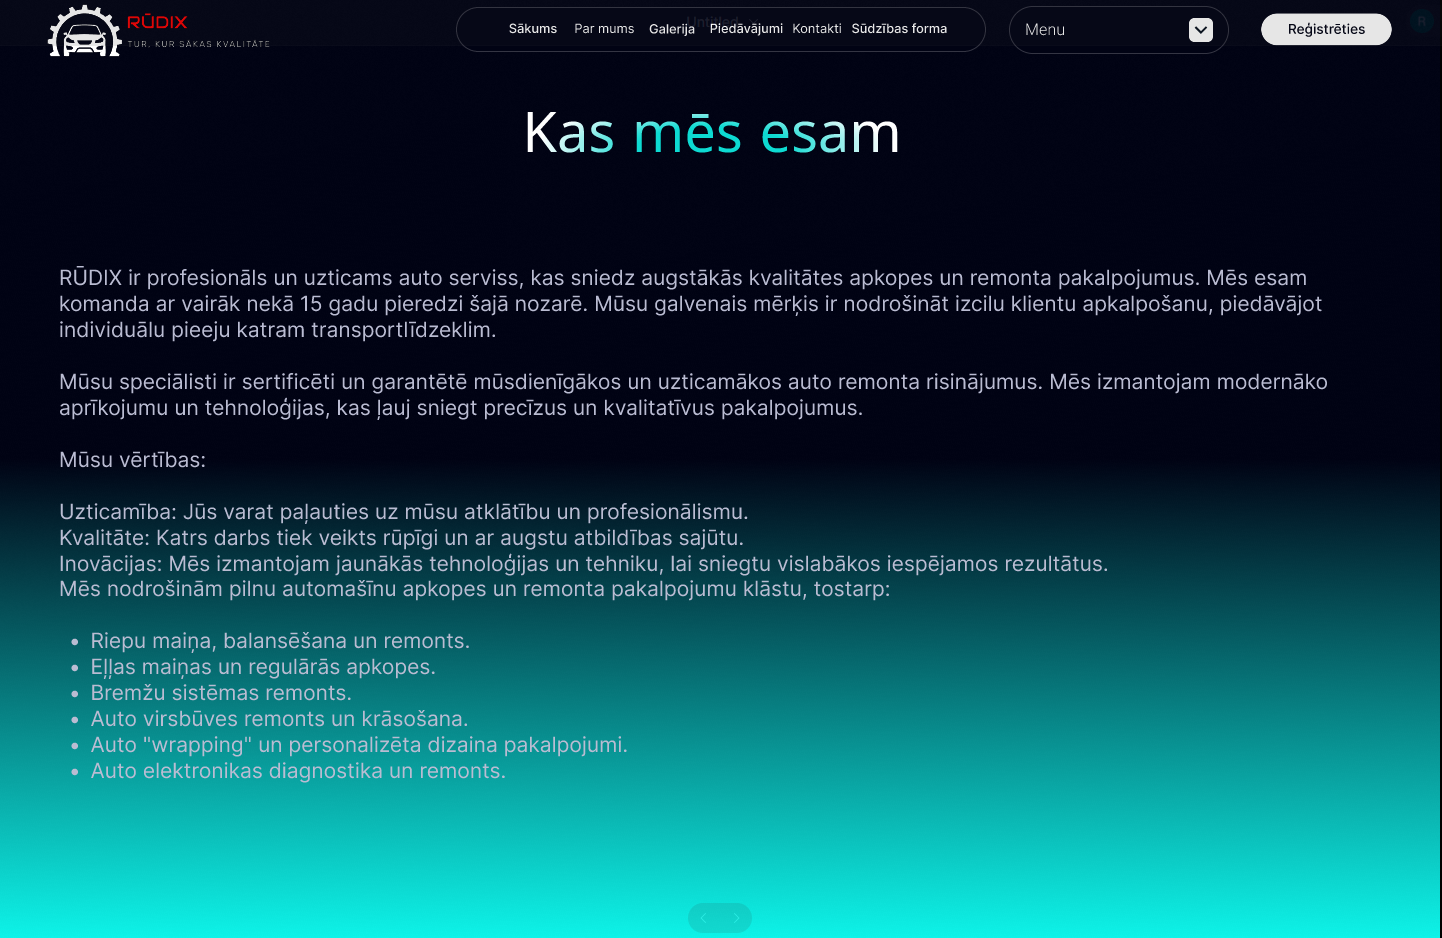 RŪDIX
TUR, KUR SĀKAS KVALITĀTE
Sākums Par mums Galerija Piedāvājumi Kontakti Sūdzības forma
Untitled
Menu
Reģistrēties
R
Kas mēs esam
RŪDIX ir profesionāls un uzticams auto serviss, kas sniedz augstākās kvalitātes apkopes un remonta pakalpojumus. Mēs esam
komanda ar vairāk nekā 15 gadu pieredzi šajā nozarē. Mūsu galvenais mērķis ir nodrošināt izcilu klientu apkalpošanu, piedāvājot
individuālu pieeju katram transportlīdzeklim.
Mūsu speciālisti ir sertificēti un garantētē mūsdienīgākos un uzticamākos auto remonta risinājumus. Mēs izmantojam modernāko
aprīkojumu un tehnoloģijas, kas ļauj sniegt precīzus un kvalitatīvus pakalpojumus.
Mūsu vērtības:
Uzticamība: Jūs varat paļauties uz mūsu atklātību un profesionālismu.
Kvalitāte: Katrs darbs tiek veikts rūpīgi un ar augstu atbildības sajūtu.
Inovācijas: Mēs izmantojam jaunākās tehnoloģijas un tehniku, lai sniegtu vislabākos iespējamos rezultātus.
Mēs nodrošinām pilnu automašīnu apkopes un remonta pakalpojumu klāstu, tostarp:
• Riepu maiņa, balansēšana un remonts.
• Eļļas maiņas un regulārās apkopes.
• Bremžu sistēmas remonts.
• Auto virsbūves remonts un krāsošana.
• Auto "wrapping" un personalizēta dizaina pakalpojumi.
• Auto elektronikas diagnostika un remonts.